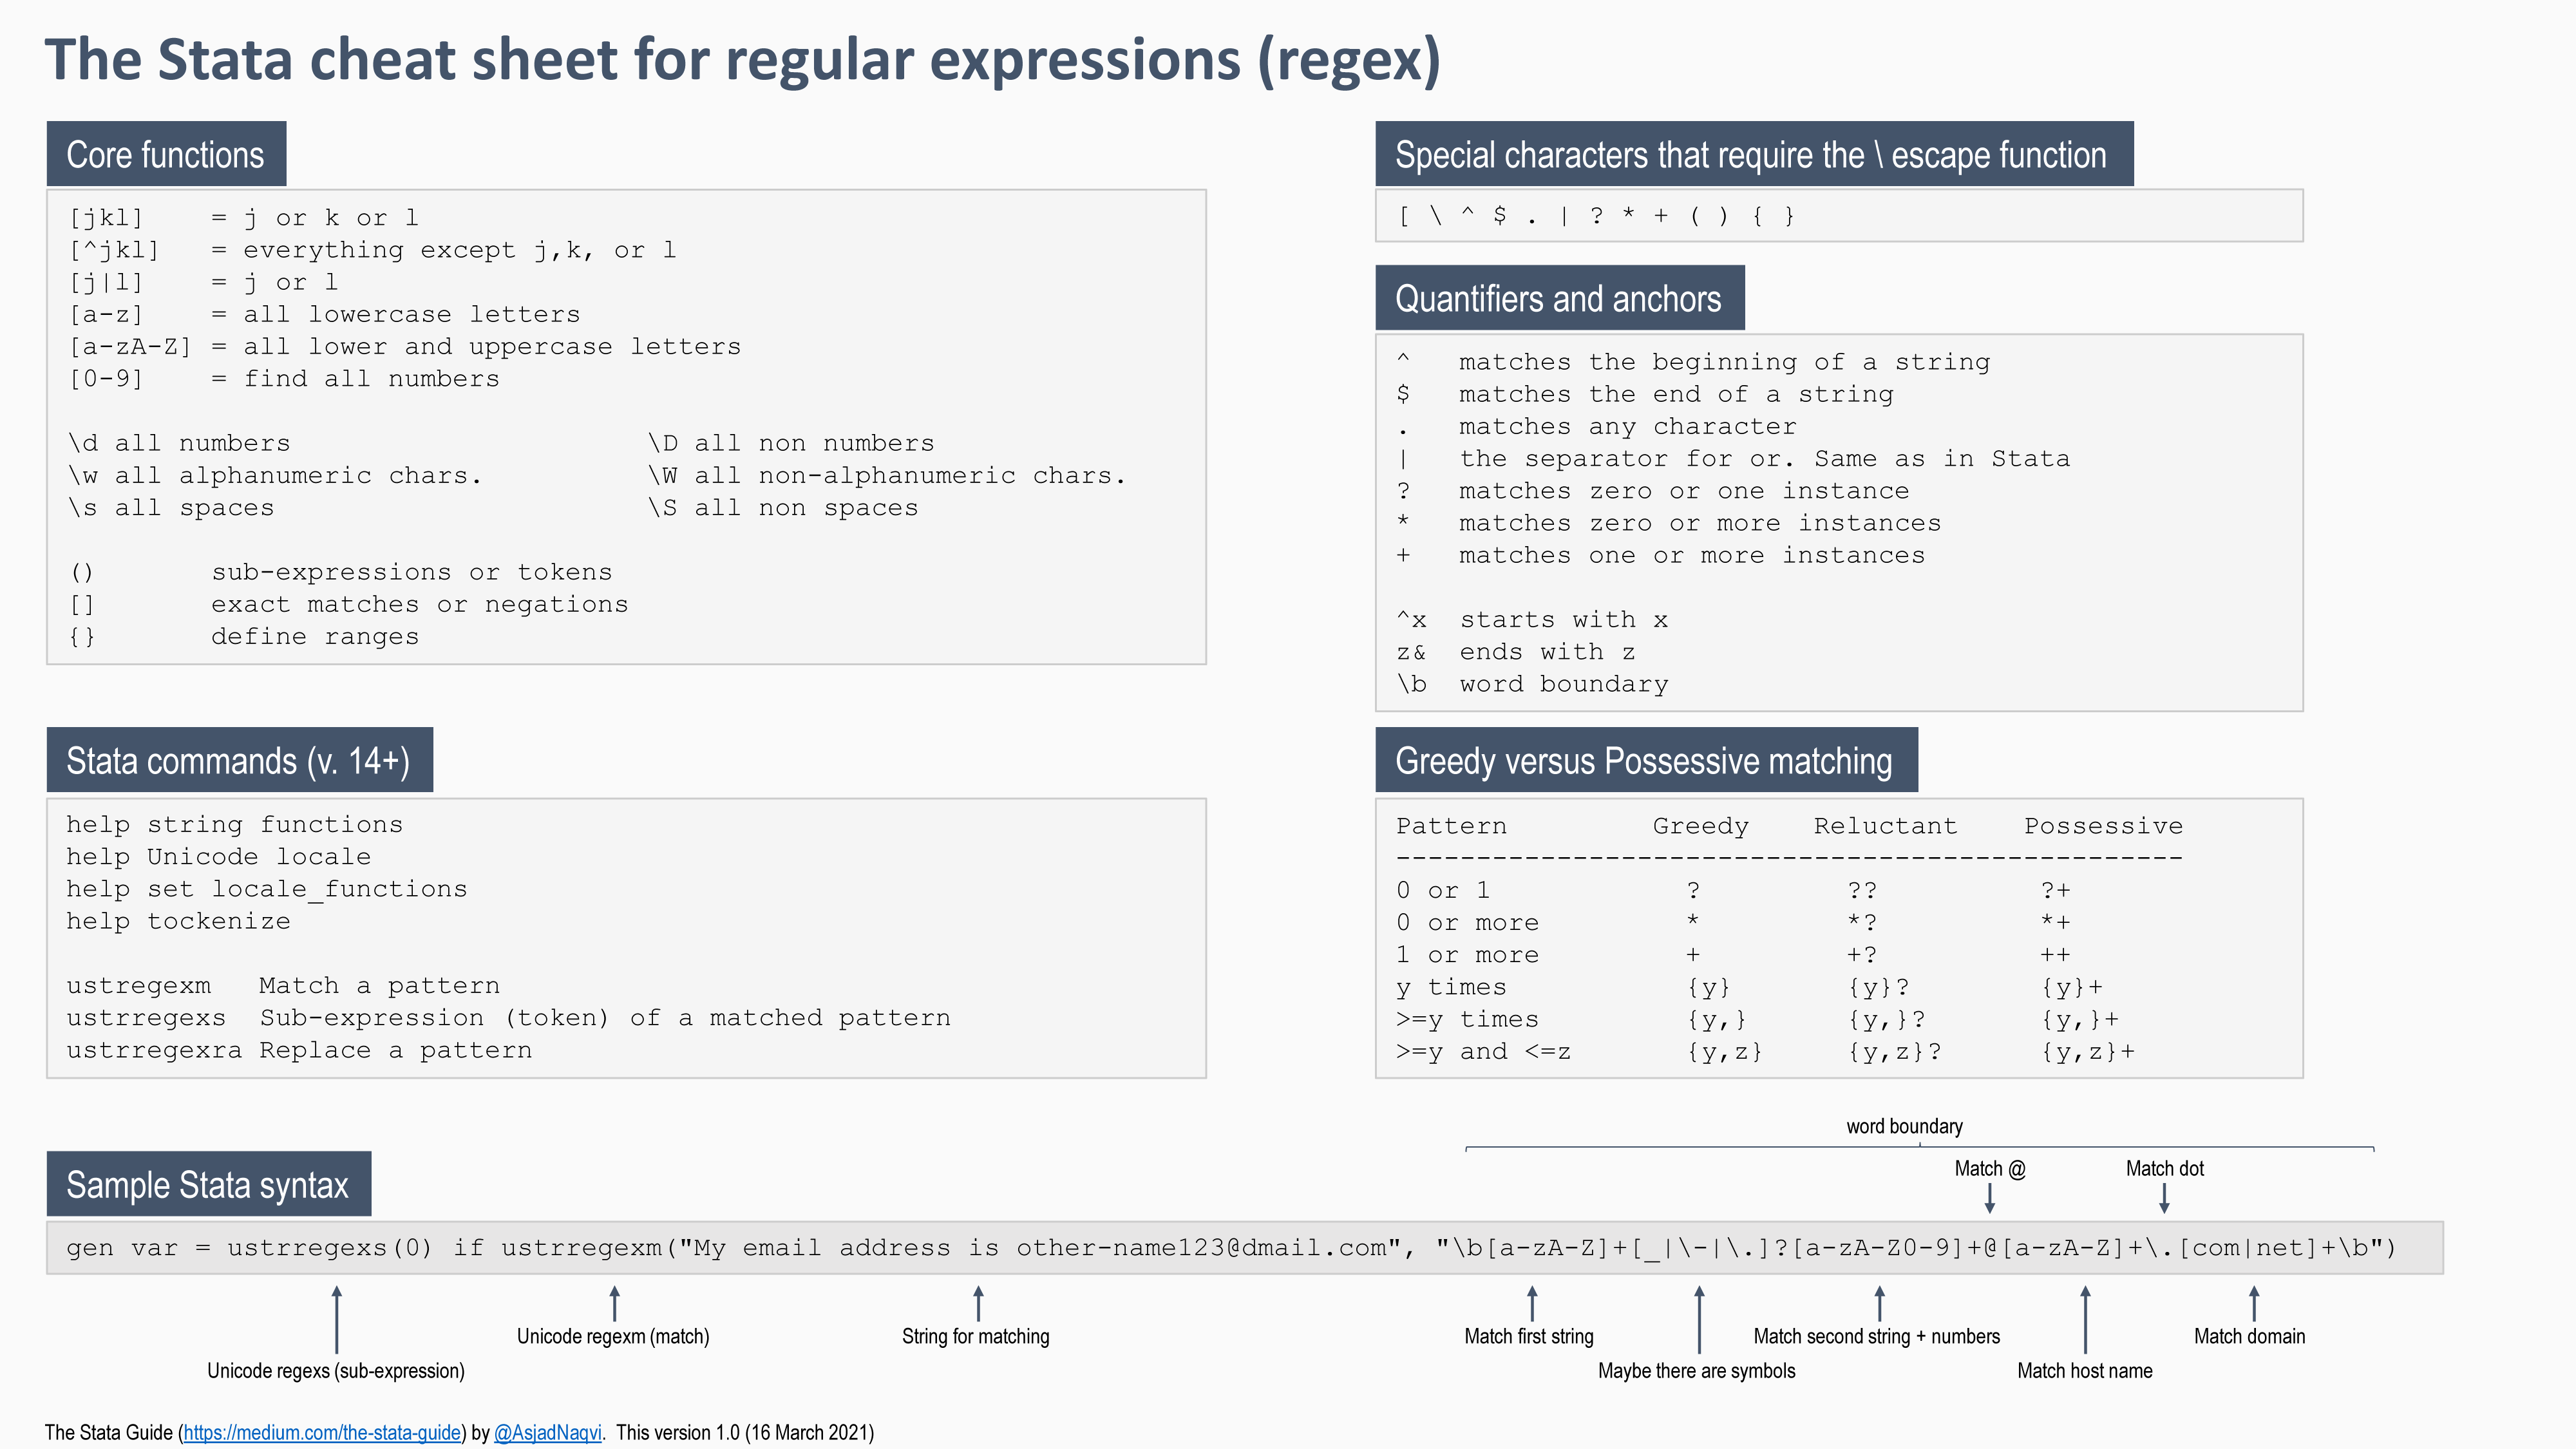 The Stata cheat sheet for regular expressions (regex)
Core functions
[jkl] = j or k or l
[^jkl] = everything except j,k, or l
[j|l] = j or l
[a-z] = all lowercase letters
[a-zA-Z] = all lower and uppercase letters
[0-9] = find all numbers
\d all numbers \D all non numbers
\w all alphanumeric chars. \W all non-alphanumeric chars.
\s all spaces \S all non spaces
() sub-expressions or tokens
[] exact matches or negations
{} define ranges
Special characters that require the \ escape function
[ \ ^ $ . | ? * + ( ) { }
Quantifiers and anchors
^ matches the beginning of a string
$ matches the end of a string
. matches any character
| the separator for or. Same as in Stata
? matches zero or one instance
* matches zero or more instances
+ matches one or more instances
^x starts with x
z& ends with z
\b word boundary
Stata commands (v. 14+)
help string functions
help Unicode locale
help set locale_functions
help tockenize
ustregexm Match a pattern
ustrregexs Sub-expression (token) of a matched pattern
ustrregexra Replace a pattern
Greedy versus Possessive matching
Pattern Greedy Reluctant Possessive
-------------------------------------------------
0 or 1 ? ?? ?+
0 or more * *? *+
1 or more + +? ++
y times {y} {y}? {y}+
>=y times {y,} {y,}? {y,}+
>=y and <=z {y,z} {y,z}? {y,z}+
Sample Stata syntax
word boundary
Match @ Match dot
gen var = ustrregexs(0) if ustrregexm("My email address is other-name123@dmail.com", "\b[a-zA-Z]+[_|\-|\.]?[a-zA-Z0-9]+@[a-zA-Z]+\.[com|net]+\b")
Unicode regexm (match) String for matching Match first string Match second string + numbers Match domain
Unicode regexs (sub-expression) Maybe there are symbols Match host name
The Stata Guide (https://medium.com/the-stata-guide) by @AsjadNaqvi. This version 1.0 (16 March 2021)